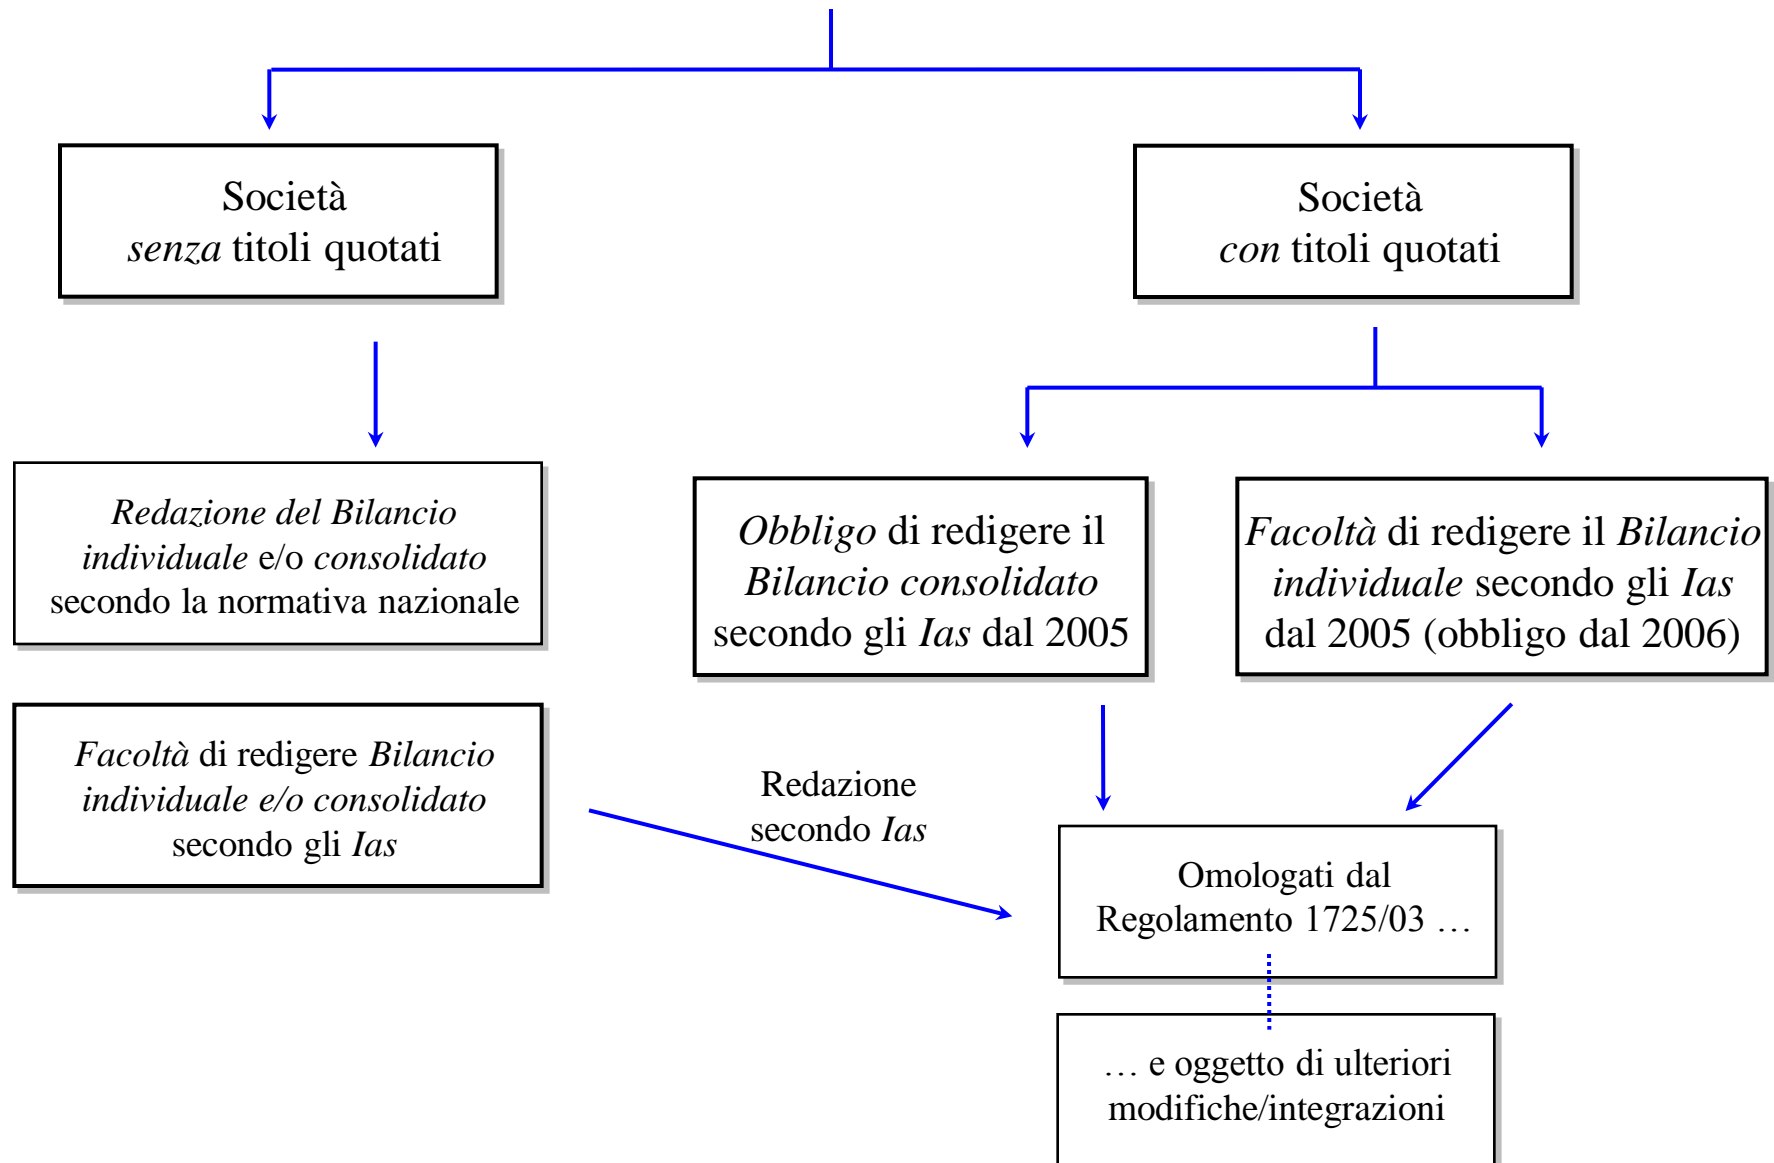 Società
senza titoli quotati
Società
con titoli quotati
Redazione del Bilancio
individuale e/o consolidato
secondo la normativa nazionale
Obbligo di redigere il
Bilancio consolidato
secondo gli Ias dal 2005
Facoltà di redigere il Bilancio
individuale secondo gli Ias
dal 2005 (obbligo dal 2006)
Facoltà di redigere Bilancio
individuale e/o consolidato
secondo gli Ias
Redazione
secondo Ias
Omologati dal
Regolamento 1725/03 …
… e oggetto di ulteriori
modifiche/integrazioni